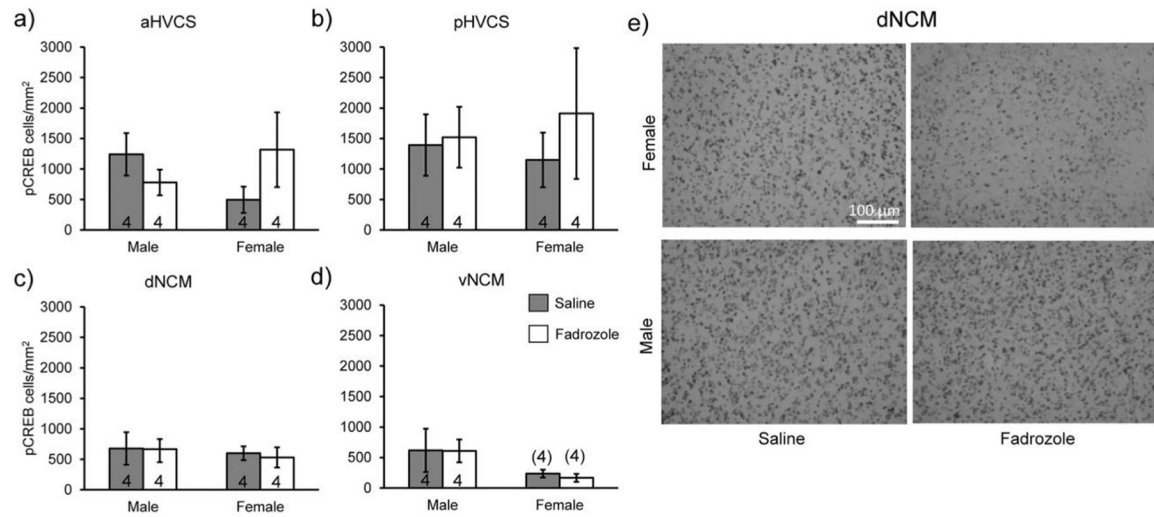 a) aHVCS
pCREB cells/mm²
3000
2500
2000
1500
1000
500
0
4 4 4 4
Male Female
b) pHVCS
3000
2500
2000
1500
1000
500
0
4 4 4 4
Male Female
c) dNCM
pCREB cells/mm²
3000
2500
2000
1500
1000
500
0
4 4 4 4
Male Female
d) vNCM
3000
2500
2000
1500
1000
500
0
Saline
Fadrozole
4 4 (4) (4)
Male Female
e) dNCM
Female
100 µm
Male
Saline Fadrozole